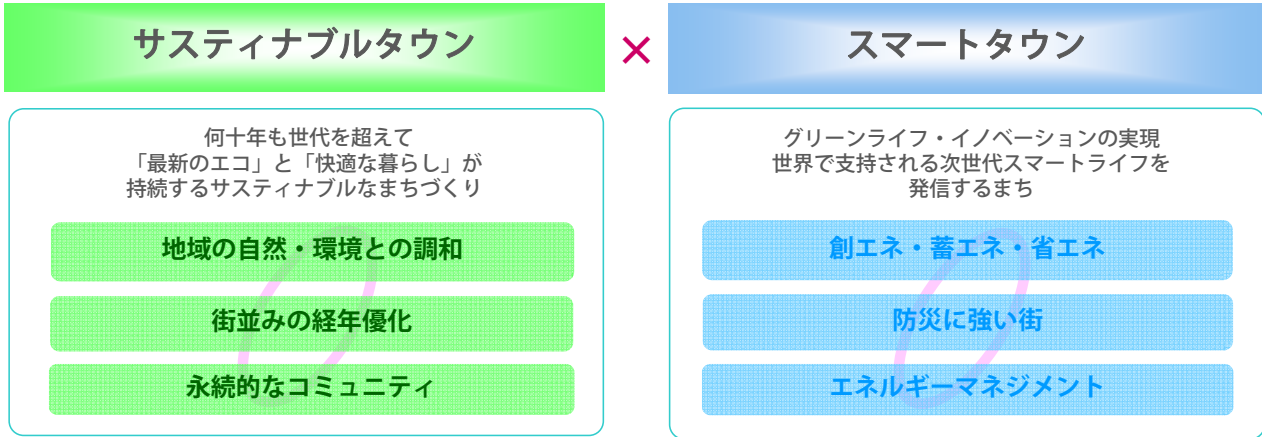 サスティナブルタウン
×
スマートタウン
何十年も世代を超えて
「最新のエコ」と「快適な暮らし」が
持続するサスティナブルなまちづくり
地域の自然・環境との調和
街並みの経年優化
永続的なコミュニティ
グリーンライフ・イノベーションの実現
世界で支持される次世代スマートライフを
発信するまち
創エネ・蓄エネ・省エネ
防災に強い街
エネルギーマネジメント